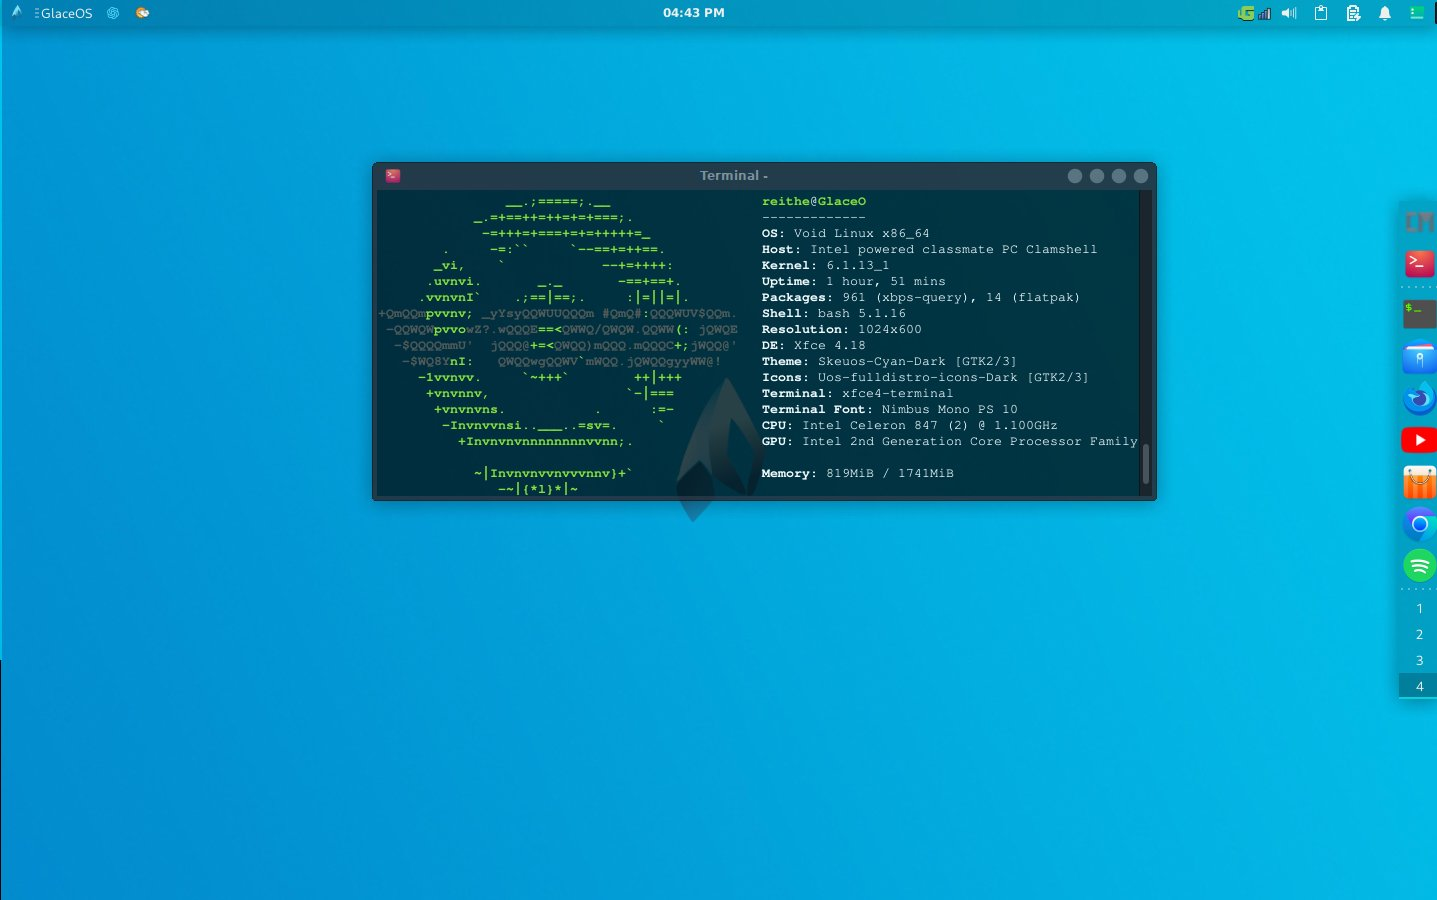 GlaceOS
04:43 PM
Terminal -
reithe@GlaceO
-------------
OS: Void Linux x86_64
Host: Intel powered classmate PC Clamshell
Kernel: 6.1.13_1
Uptime: 1 hour, 51 mins
Packages: 961 (xbps-query), 14 (flatpak)
Shell: bash 5.1.16
Resolution: 1024x600
DE: Xfce 4.18
Theme: Skeuos-Cyan-Dark [GTK2/3]
Icons: Uos-fulldistro-icons-Dark [GTK2/3]
Terminal: xfce4-terminal
Terminal Font: Nimbus Mono PS 10
CPU: Intel Celeron 847 (2) @ 1.100GHz
GPU: Intel 2nd Generation Core Processor Family
Memory: 819MiB / 1741MiB
1
2
3
4